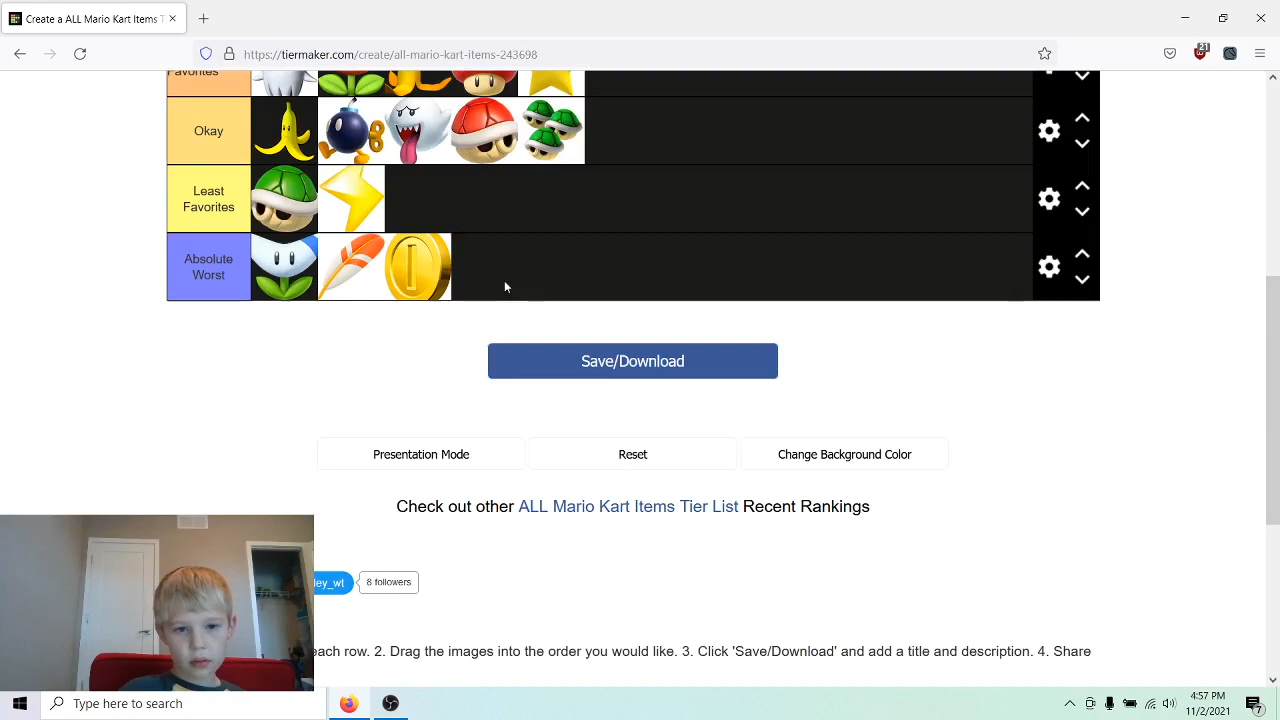 Create a ALL Mario Kart Items T
https://tiermaker.com/create/all-mario-kart-items-243698
21
Favorites
Okay
Least
Favorites
Absolute
Worst
Save/Download
Presentation Mode
Reset
Change Background Color
Check out other ALL Mario Kart Items Tier List Recent Rankings
ley_wt
8 followers
each row. 2. Drag the images into the order you would like. 3. Click 'Save/Download' and add a title and description. 4. Share
Type here to search
4:57 PM
11/2/2021
7